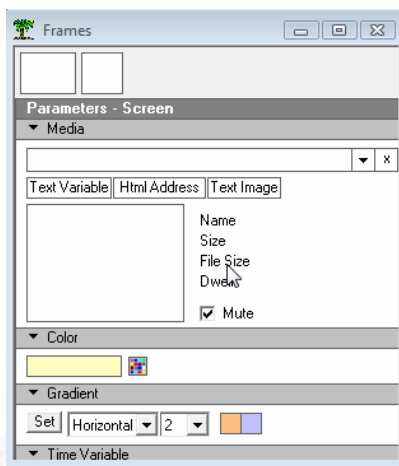 Frames
Parameters - Screen
Media
x
Text Variable Html Address Text Image
Name
Size
File Size
Dwell
Mute
Color
Gradient
Set Horizontal 2
Time Variable